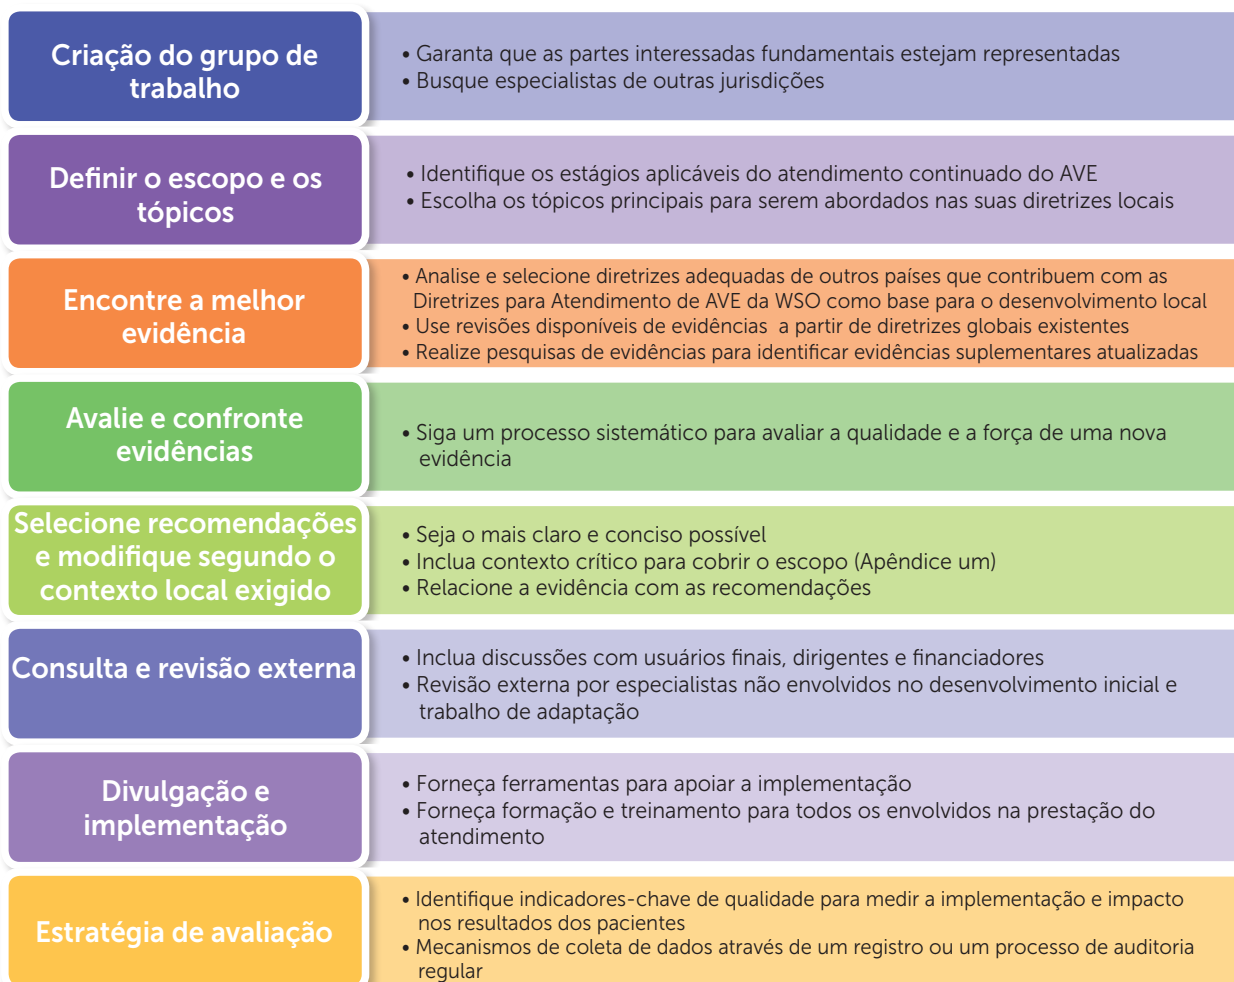 Criação do grupo de
trabalho
• Garanta que as partes interessadas fundamentais estejam representadas
• Busque especialistas de outras jurisdições
Definir o escopo e os
tópicos
• Identifique os estágios aplicáveis do atendimento continuado do AVE
• Escolha os tópicos principais para serem abordados nas suas diretrizes locais
Encontre a melhor
evidência
• Analise e selecione diretrizes adequadas de outros países que contribuem com as
Diretrizes para Atendimento de AVE da WSO como base para o desenvolvimento local
• Use revisões disponíveis de evidências a partir de diretrizes globais existentes
• Realize pesquisas de evidências para identificar evidências suplementares atualizadas
Avalie e confronte
evidências
• Siga um processo sistemático para avaliar a qualidade e a força de uma nova
evidência
Selecione recomendações
e modifique segundo o
contexto local exigido
• Seja o mais claro e conciso possível
• Inclua contexto crítico para cobrir o escopo (Apêndice um)
• Relacione a evidência com as recomendações
Consulta e revisão externa
• Inclua discussões com usuários finais, dirigentes e financiadores
• Revisão externa por especialistas não envolvidos no desenvolvimento inicial e
trabalho de adaptação
Divulgação e
implementação
• Forneça ferramentas para apoiar a implementação
• Forneça formação e treinamento para todos os envolvidos na prestação do
atendimento
Estratégia de avaliação
• Identifique indicadores-chave de qualidade para medir a implementação e impacto
nos resultados dos pacientes
• Mecanismos de coleta de dados através de um registro ou um processo de auditoria
regular